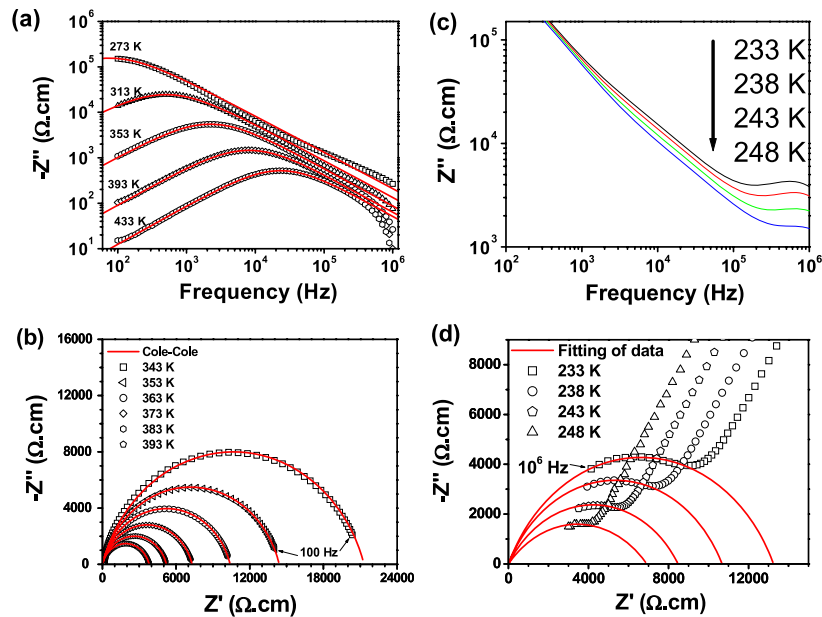 (a)
10^6
10^5
10^4
10^3
10^2
10^1
-Z'' (Ω.cm)
273 K
313 K
353 K
393 K
433 K
10^2 10^3 10^4 10^5 10^6
Frequency (Hz)
(c)
10^5
10^4
10^3
Z'' (Ω.cm)
233 K
238 K
243 K
248 K
10^2 10^3 10^4 10^5 10^6
Frequency (Hz)
(b)
16000
12000
8000
4000
0
-Z'' (Ω.cm)
Cole-Cole
343 K
353 K
363 K
373 K
383 K
393 K
100 Hz
0 6000 12000 18000 24000
Z' (Ω.cm)
(d)
8000
6000
4000
2000
0
-Z'' (Ω.cm)
Fitting of data
233 K
238 K
243 K
248 K
10^6 Hz
0 4000 8000 12000
Z' (Ω.cm)